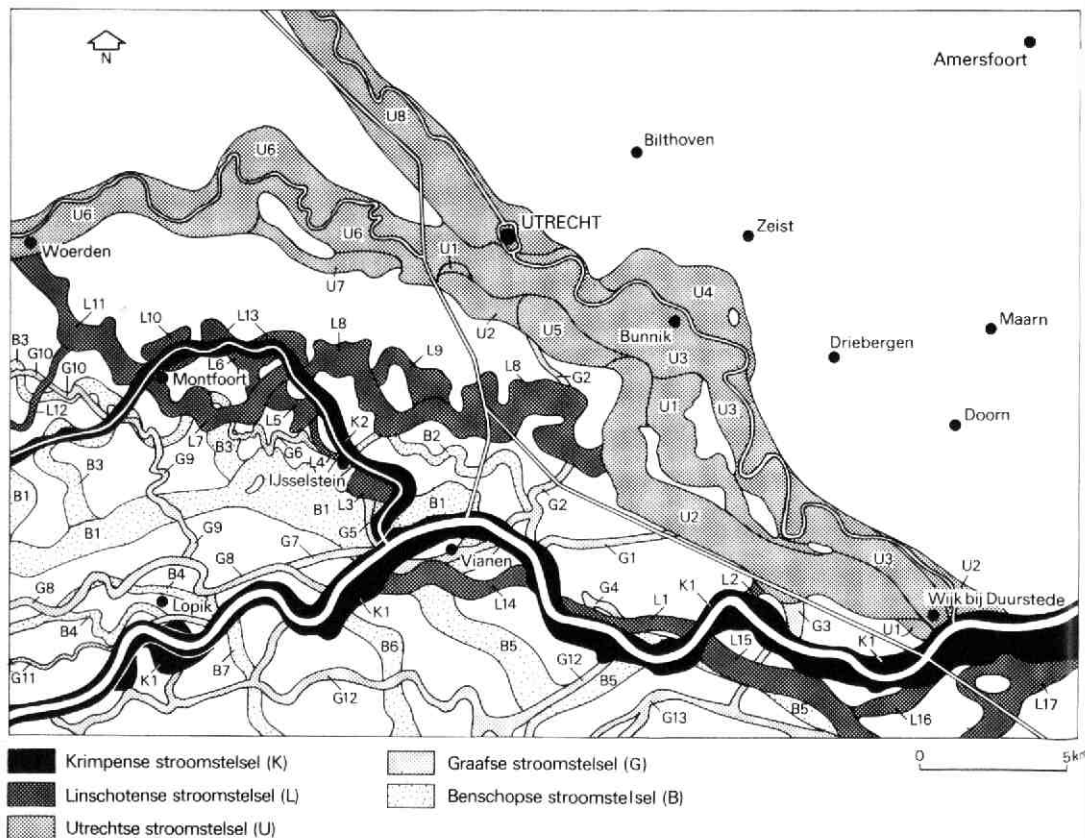 N
Amersfoort
U8
Bilthoven
U6
UTRECHT
Zeist
U6
U6
Woerden
U1
U4
U7
L11
L10
L13
L8
U2
U5
Bunnik
Maarn
U3
Driebergen
B3
G10
G10
L6
L9
L8
G2
Montfoort
U1
U3
Doorn
L12
L5
K2
B2
L7
B3
G6
L4
B3
G9
IJsselstein
B1
B1
B1
L3
B1
G2
U2
B1
G5
G9
G7
G1
U3
U2
G8
Vianen
G8
B4
Lopik
K1
L14
G4
L1
K1
L2
Wijk bij Duurstede
G3
U1
K1
B4
L15
B5
B6
G11
K1
B7
G12
G12
B5
B5
L16
L17
G13
0 5km
Krimpense stroomstelsel (K)
Linschotense stroomstelsel (L)
Utrechtse stroomstelsel (U)
Graafse stroomstelsel (G)
Benschopse stroomstelsel (B)